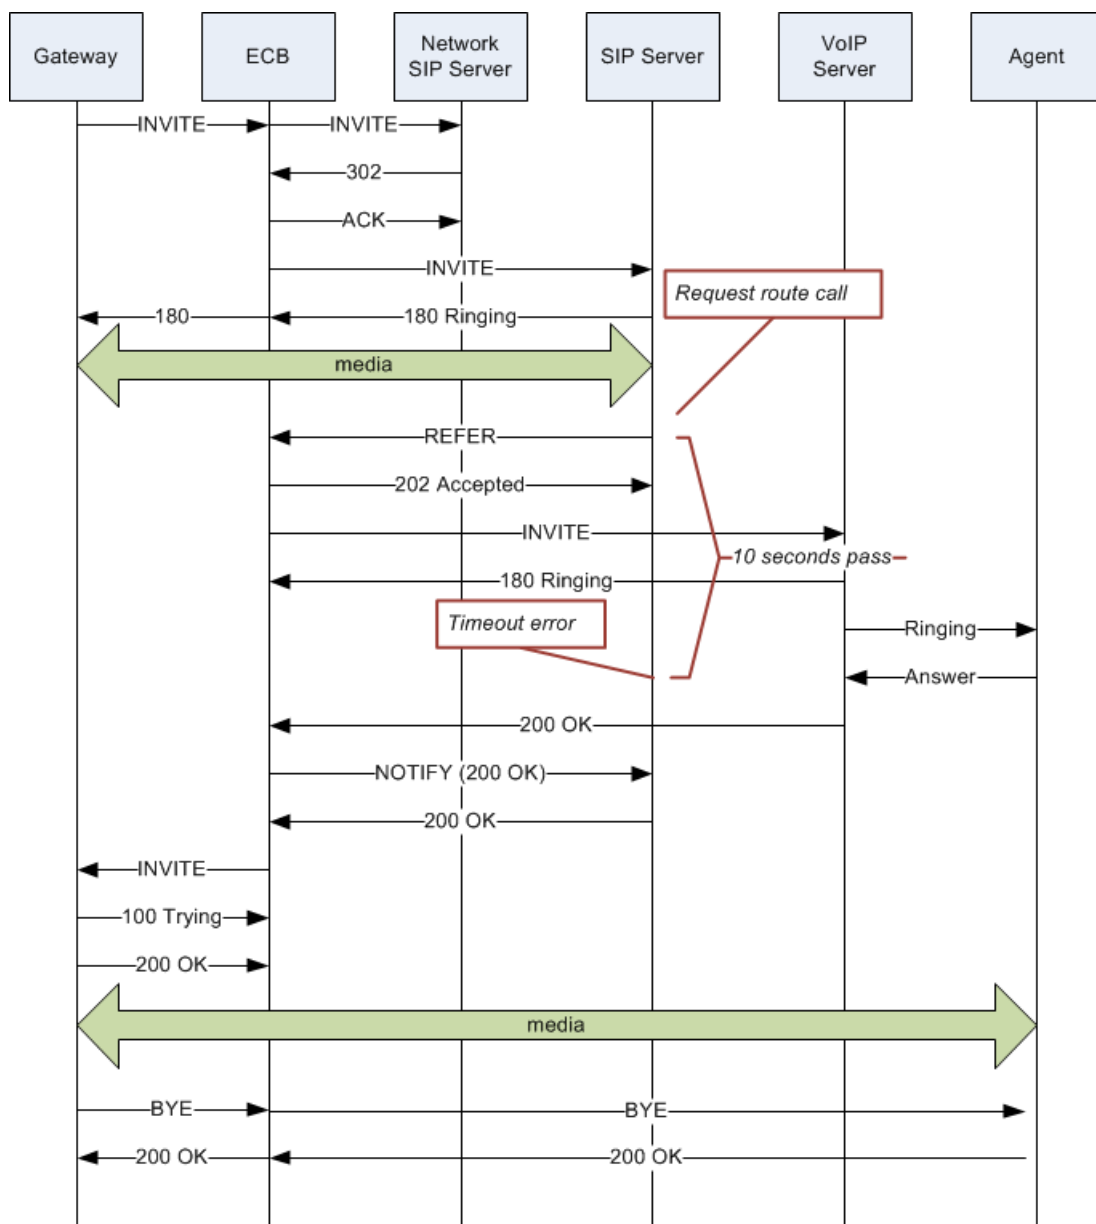 Gateway
ECB
Network
SIP Server
SIP Server
VoIP
Server
Agent
INVITE
INVITE
302
ACK
INVITE
Request route call
180
180 Ringing
media
REFER
202 Accepted
INVITE
10 seconds pass
180 Ringing
Timeout error
Ringing
Answer
200 OK
NOTIFY (200 OK)
200 OK
INVITE
100 Trying
200 OK
media
BYE
BYE
200 OK
200 OK